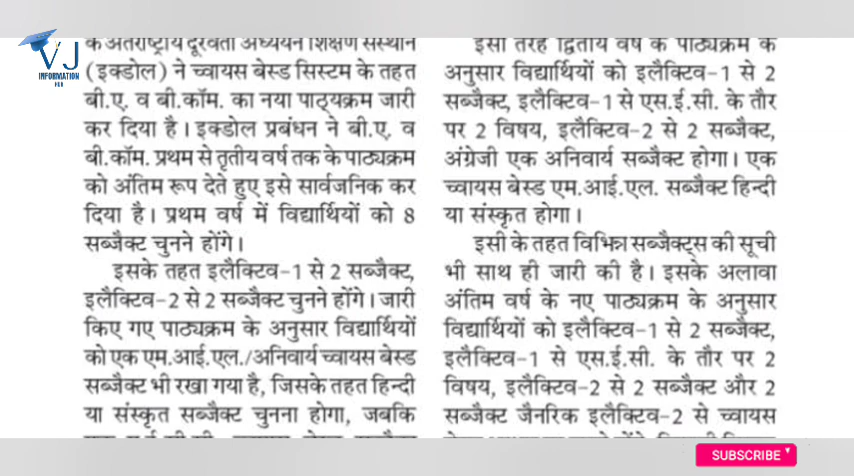 VJ
INFORMATION
HUB
के अंतर्राष्ट्रीय दूरवर्ती अध्ययन शिक्षण संस्थान
(इक्डोल) ने च्वायस बेस्ड सिस्टम के तहत
बी.ए. व बी.कॉम. का नया पाठ्यक्रम जारी
कर दिया है। इक्डोल प्रबंधन ने बी.ए. व
बी.कॉम. प्रथम से तृतीय वर्ष तक के पाठ्यक्रम
को अंतिम रूप देते हुए इसे सार्वजनिक कर
दिया है। प्रथम वर्ष में विद्यार्थियों को 8
सब्जैक्ट चुनने होंगे।
इसके तहत इलैक्टिव-1 से 2 सब्जैक्ट,
इलैक्टिव-2 से 2 सब्जैक्ट चुनने होंगे। जारी
किए गए पाठ्यक्रम के अनुसार विद्यार्थियों
को एक एम.आई.एल./अनिवार्य च्वायस बेस्ड
सब्जैक्ट भी रखा गया है, जिसके तहत हिन्दी
या संस्कृत सब्जैक्ट चुनना होगा, जबकि
इसी तरह द्वितीय वर्ष के पाठ्यक्रम के
अनुसार विद्यार्थियों को इलैक्टिव-1 से 2
सब्जैक्ट, इलैक्टिव-1 से एस.ई.सी. के तौर
पर 2 विषय, इलैक्टिव-2 से 2 सब्जैक्ट,
अंग्रेजी एक अनिवार्य सब्जैक्ट होगा। एक
च्वायस बेस्ड एम.आई.एल. सब्जैक्ट हिन्दी
या संस्कृत होगा।
इसी के तहत विभिन्न सब्जैक्ट्स की सूची
भी साथ ही जारी की है। इसके अलावा
अंतिम वर्ष के नए पाठ्यक्रम के अनुसार
विद्यार्थियों को इलैक्टिव-1 से 2 सब्जैक्ट,
इलैक्टिव-1 से एस.ई.सी. के तौर पर 2
विषय, इलैक्टिव-2 से 2 सब्जैक्ट और 2
सब्जैक्ट जैनरिक इलैक्टिव-2 से च्वायस
SUBSCRIBE